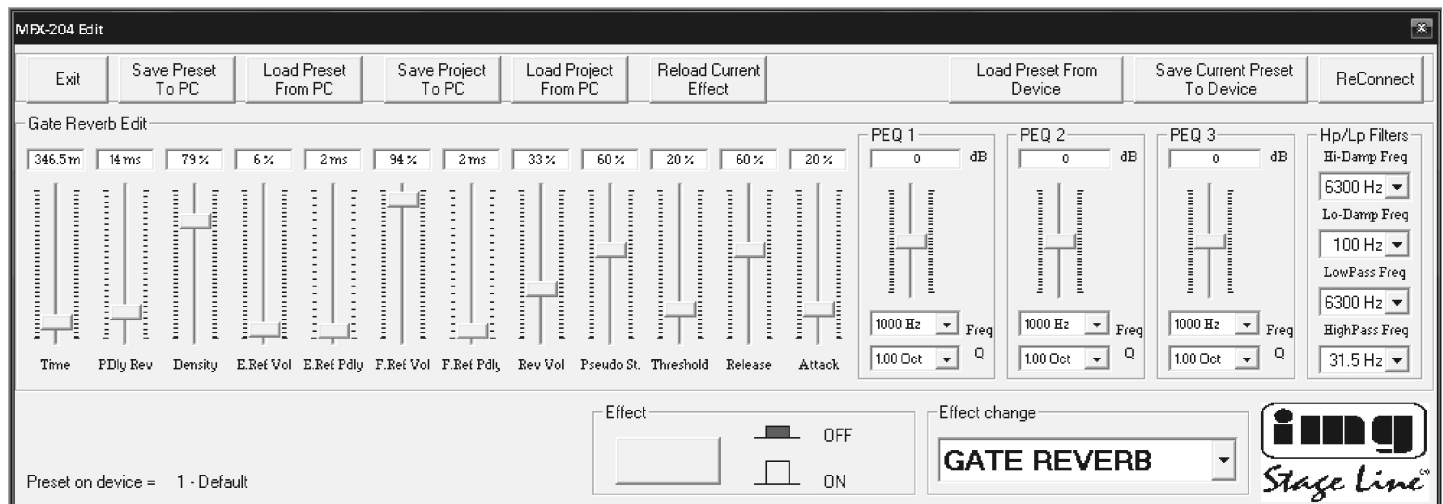 MFX-204 Edit
Exit
Save Preset To PC
Load Preset From PC
Save Project To PC
Load Project From PC
Reload Current Effect
Load Preset From Device
Save Current Preset To Device
ReConnect
Gate Reverb Edit
346.5 m 14 ms 79 % 6 % 2 ms 94 % 2 ms 33 % 60 % 20 % 60 % 20 %
Time PDly Rev Density E.Ref Vol E.Ref Pdly F.Ref Vol F.Ref Pdly Rev Vol Pseudo St. Threshold Release Attack
PEQ 1
0 dB
1000 Hz Freq
1.00 Oct Q
PEQ 2
0 dB
1000 Hz Freq
1.00 Oct Q
PEQ 3
0 dB
1000 Hz Freq
1.00 Oct Q
Hp/Lp Filters
Hi-Damp Freq
6300 Hz
Lo-Damp Freq
100 Hz
LowPass Freq
6300 Hz
HighPass Freq
31.5 Hz
Preset on device = 1 - Default
Effect
OFF
ON
Effect change
GATE REVERB
img
Stage Line